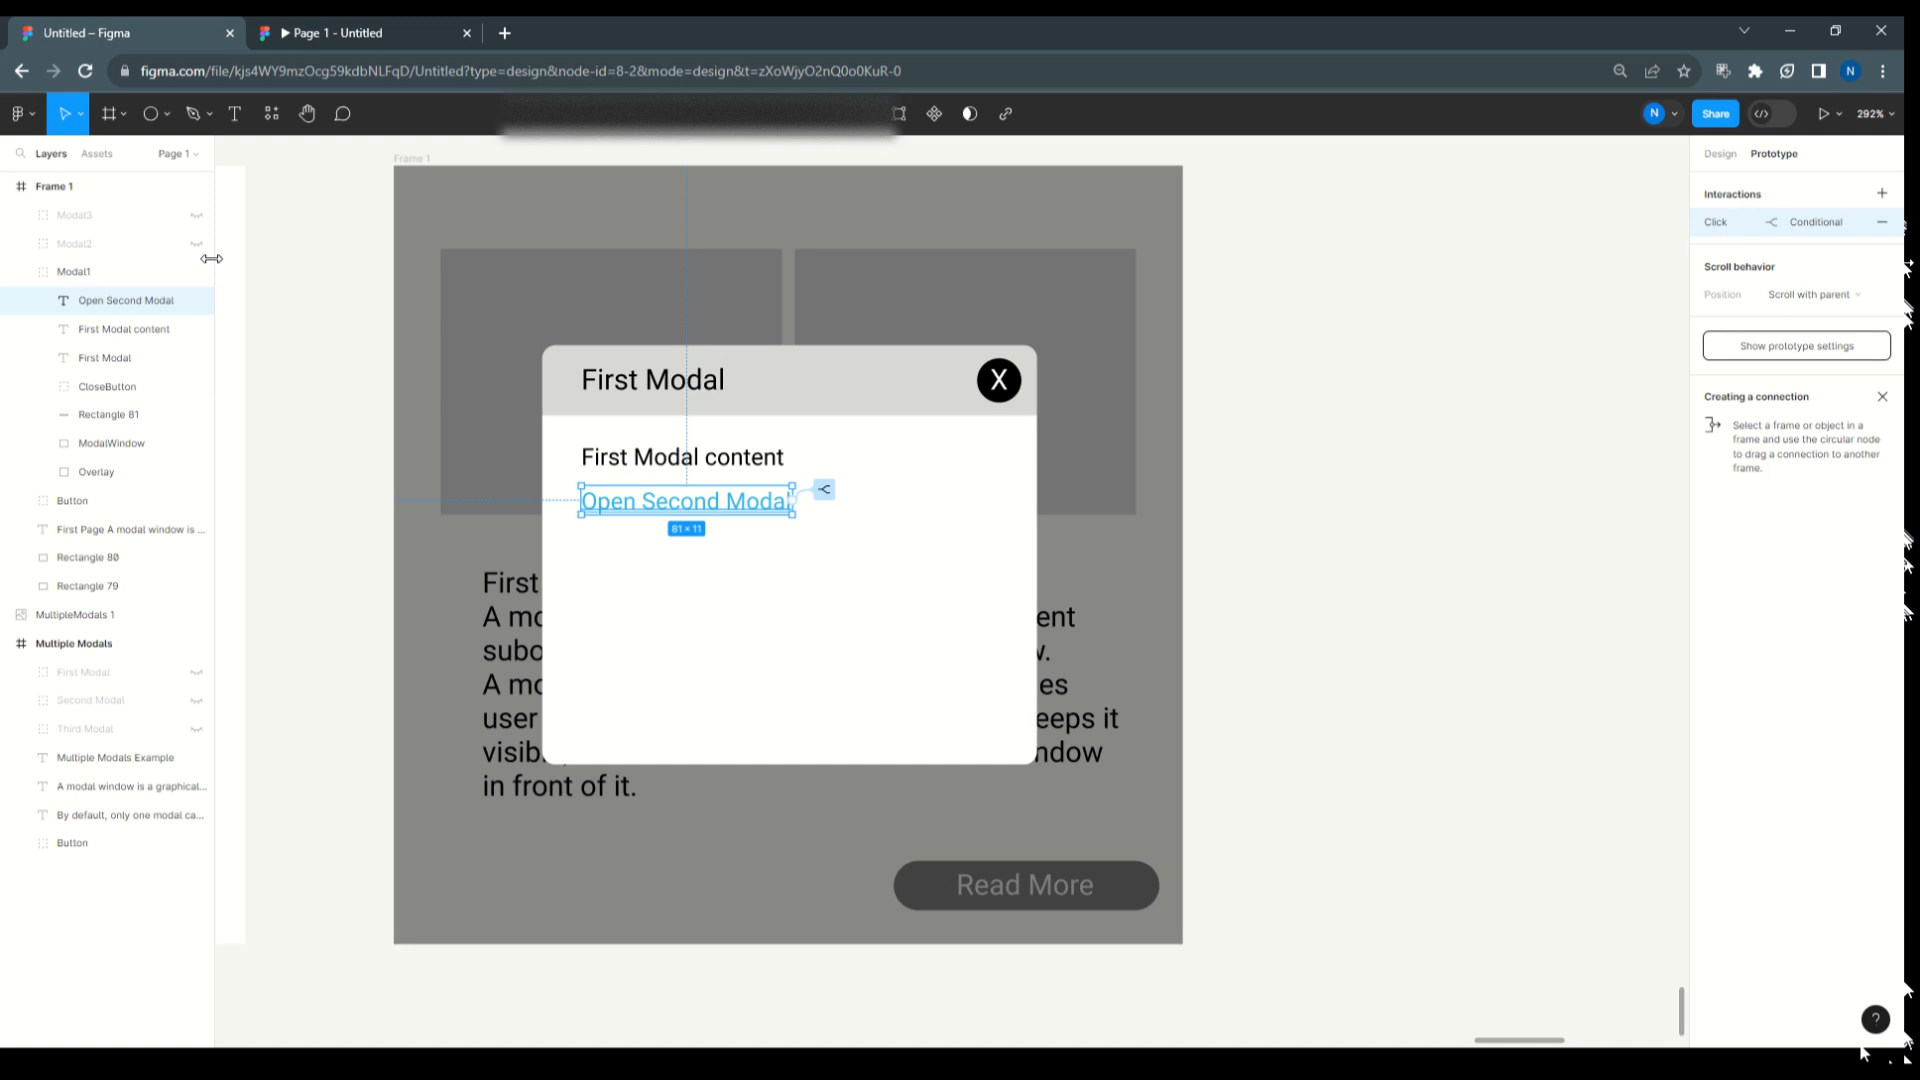 Untitled – Figma
Page 1 - Untitled
figma.com/file/kjs4WY9mzOcg59kdbNLFqD/Untitled?type=design&node-id=8-2&mode=design&t=zXoWjyO2nQ0o0KuR-0
N
N
Share
292%
Layers
Assets
Page 1
Frame 1
Modal3
Modal2
Modal1
Open Second Modal
First Modal content
First Modal
CloseButton
Rectangle 81
ModalWindow
Overlay
Button
First Page A modal window is ...
Rectangle 80
Rectangle 79
MultipleModals 1
Multiple Modals
First Modal
Second Modal
Third Modal
Multiple Modals Example
A modal window is a graphical...
By default, only one modal ca...
Button
Frame 1
First Modal
X
First Modal content
Open Second Modal
81 × 11
First
A mo ent
subo w.
A mo es
user eeps it
visib ndow
in front of it.
Read More
Design
Prototype
Interactions
Click
Conditional
Scroll behavior
Position
Scroll with parent
Show prototype settings
Creating a connection
Select a frame or object in a
frame and use the circular node
to drag a connection to another
frame.
?